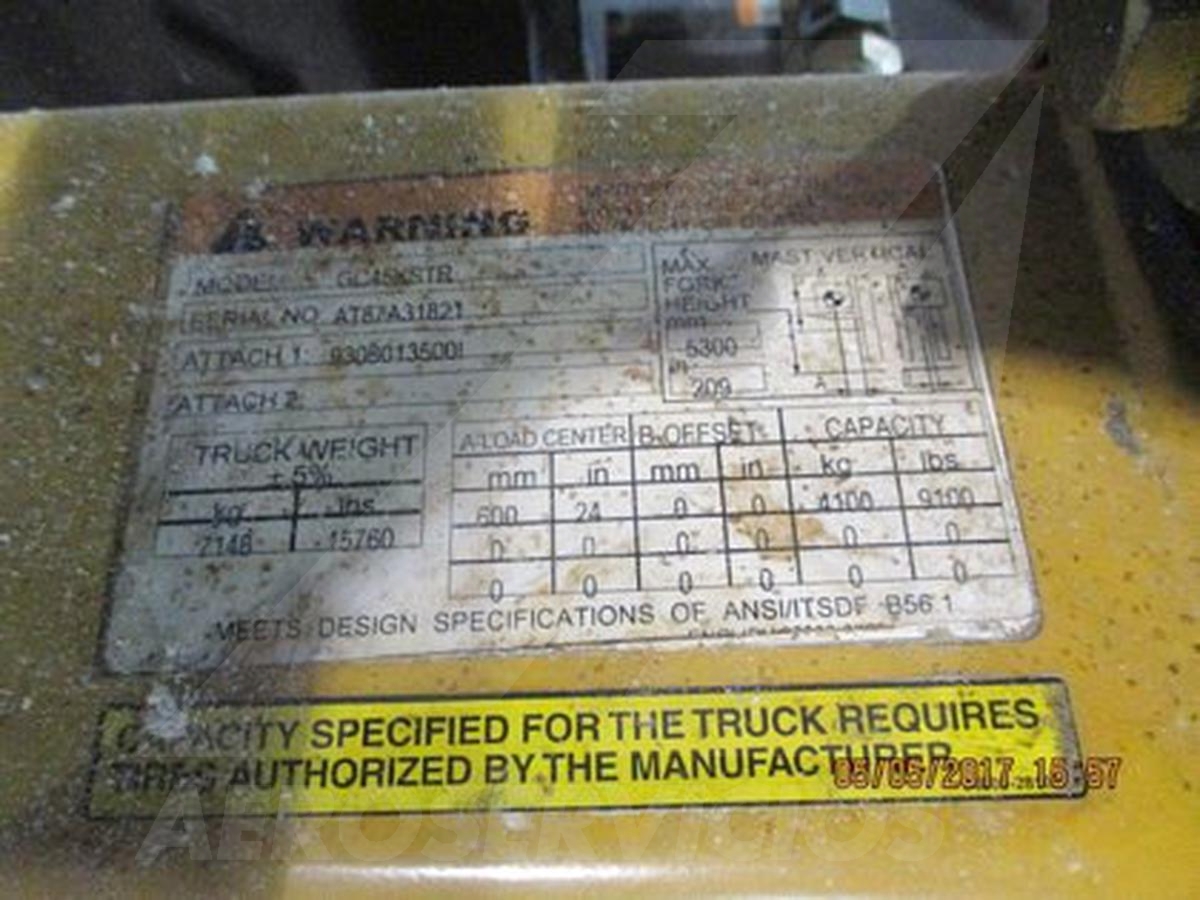 WARNING
MODEL: GC45KSTR
SERIAL NO. AT87A31821
ATTACH 1: 93080135001
ATTACH 2:
MAX. FORK HEIGHT
MAST VERTICAL
mm
5300
in
209
A
TRUCK WEIGHT
± 5%
kg lbs
7148 15760
A:LOAD CENTER B:OFFSET CAPACITY
mm in mm in kg lbs
600 24 0 0 4100 9100
0 0 0 0 0 0
0 0 0 0 0 0
MEETS DESIGN SPECIFICATIONS OF ANSI/ITSDF B56.1
CAPACITY SPECIFIED FOR THE TRUCK REQUIRES
TIRES AUTHORIZED BY THE MANUFACTURER
05/05/2017 15:57
AEROSERVICIOS